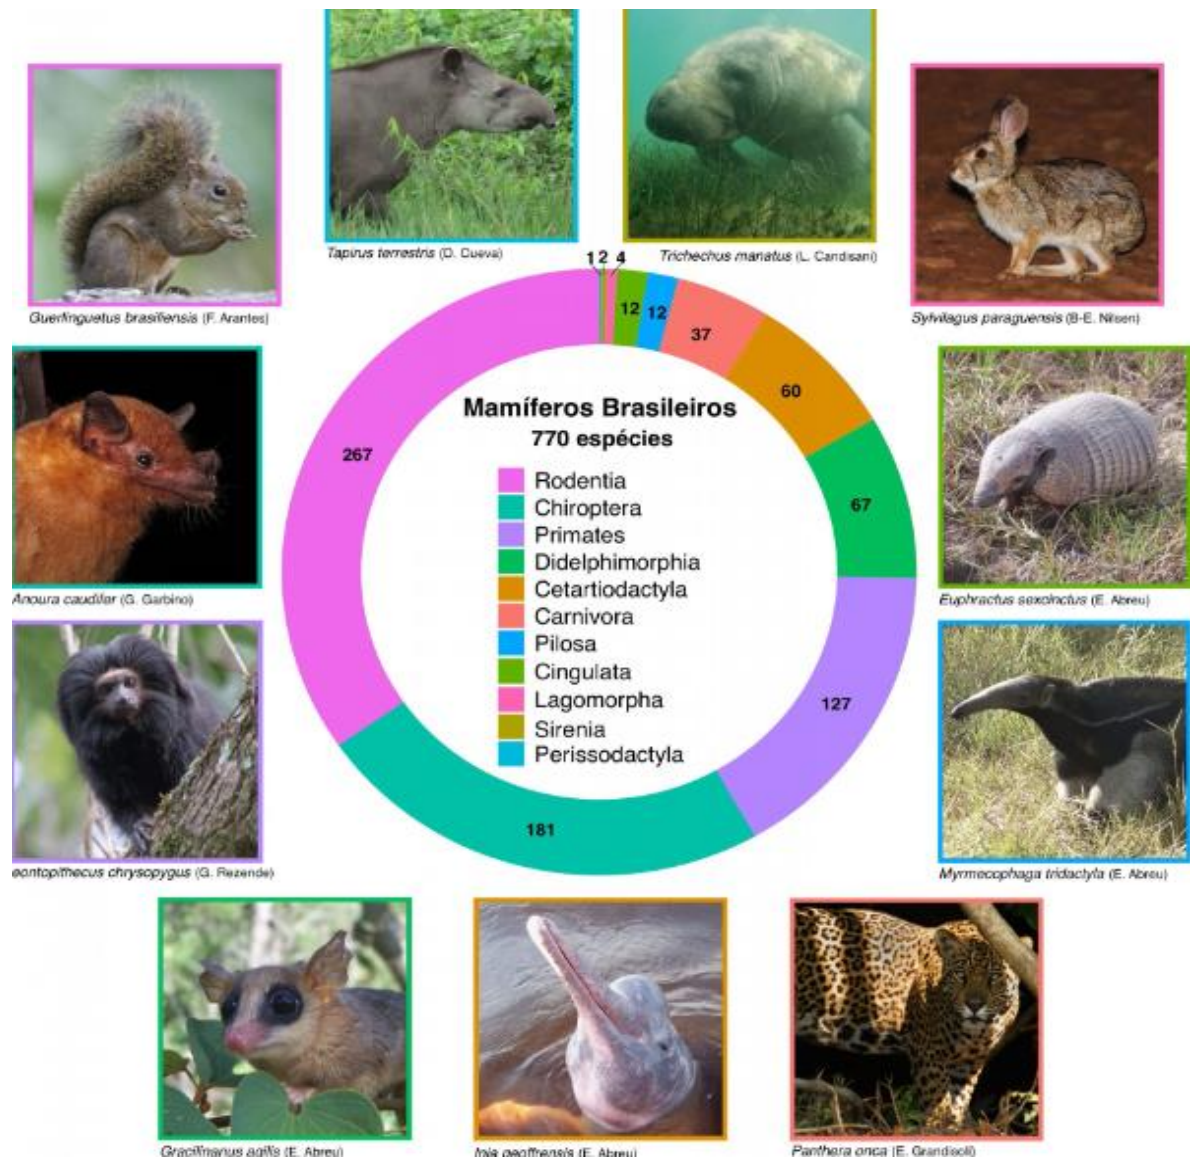 Tapirus terrestris (D. Cueva)
Trichechus manatus (L. Candisani)
Guerlinguetus brasiliensis (F. Arantes)
Sylvilagus paraguensis (B-E. Nilsen)
1 2 4
12
12
37
60
67
127
181
267
Mamíferos Brasileiros
770 espécies
Rodentia
Chiroptera
Primates
Didelphimorphia
Cetartiodactyla
Carnivora
Pilosa
Cingulata
Lagomorpha
Sirenia
Perissodactyla
Anoura caudifer (G. Garbino)
Euphractus sexcinctus (E. Abreu)
eontopithecus chrysopygus (G. Rezende)
Myrmecophaga tridactyla (E. Abreu)
Gracilinanus agilis (E. Abreu)
Inia geoffrensis (E. Abreu)
Panthera onca (E. Grandisoli)